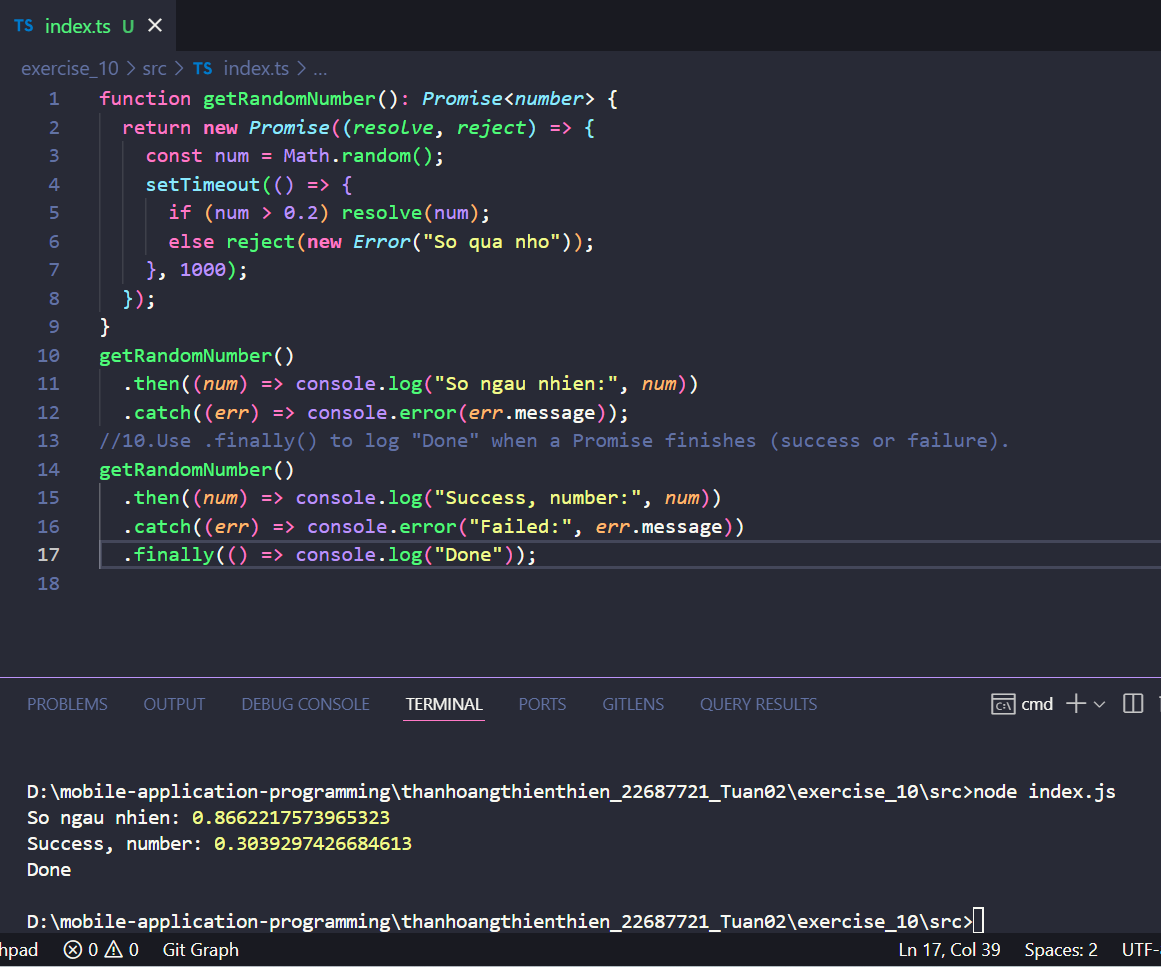 TS index.ts U ×
exercise_10 > src > TS index.ts > ...
1 function getRandomNumber(): Promise<number> {
2   return new Promise((resolve, reject) => {
3     const num = Math.random();
4     setTimeout(() => {
5       if (num > 0.2) resolve(num);
6       else reject(new Error("So qua nho"));
7     }, 1000);
8   });
9 }
10 getRandomNumber()
11   .then((num) => console.log("So ngau nhien:", num))
12   .catch((err) => console.error(err.message));
13 //10.Use .finally() to log "Done" when a Promise finishes (success or failure).
14 getRandomNumber()
15   .then((num) => console.log("Success, number:", num))
16   .catch((err) => console.error("Failed:", err.message))
17   .finally(() => console.log("Done"));
18
PROBLEMS OUTPUT DEBUG CONSOLE TERMINAL PORTS GITLENS QUERY RESULTS cmd
D:\mobile-application-programming\thanhoangthienthien_22687721_Tuan02\exercise_10\src>node index.js
So ngau nhien: 0.8662217573965323
Success, number: 0.3039297426684613
Done
D:\mobile-application-programming\thanhoangthienthien_22687721_Tuan02\exercise_10\src>
hpad 0 0 Git Graph Ln 17, Col 39 Spaces: 2 UTF-